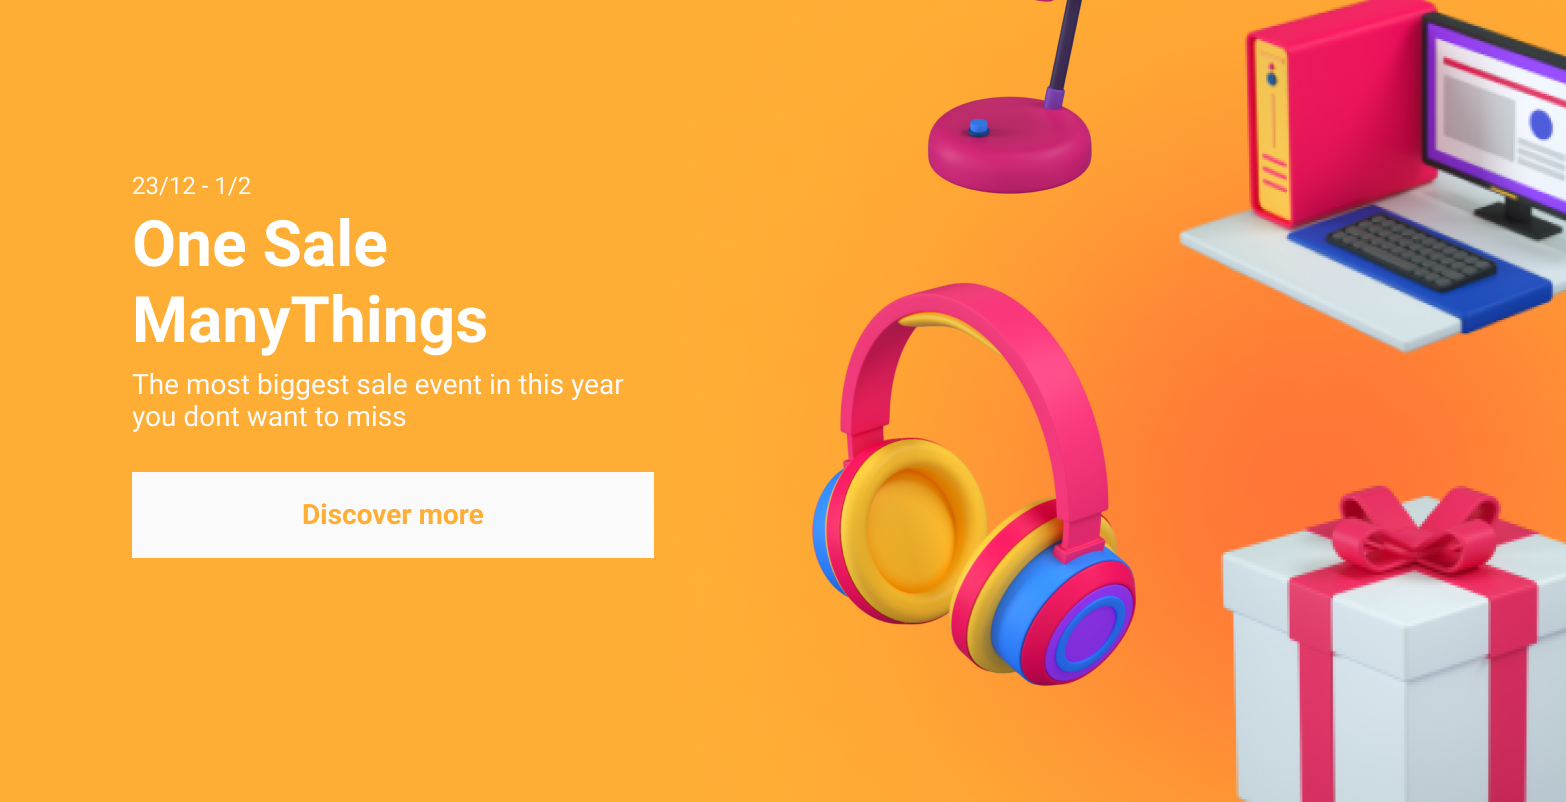 23/12 - 1/2
One Sale
ManyThings
The most biggest sale event in this year
you dont want to miss
Discover more